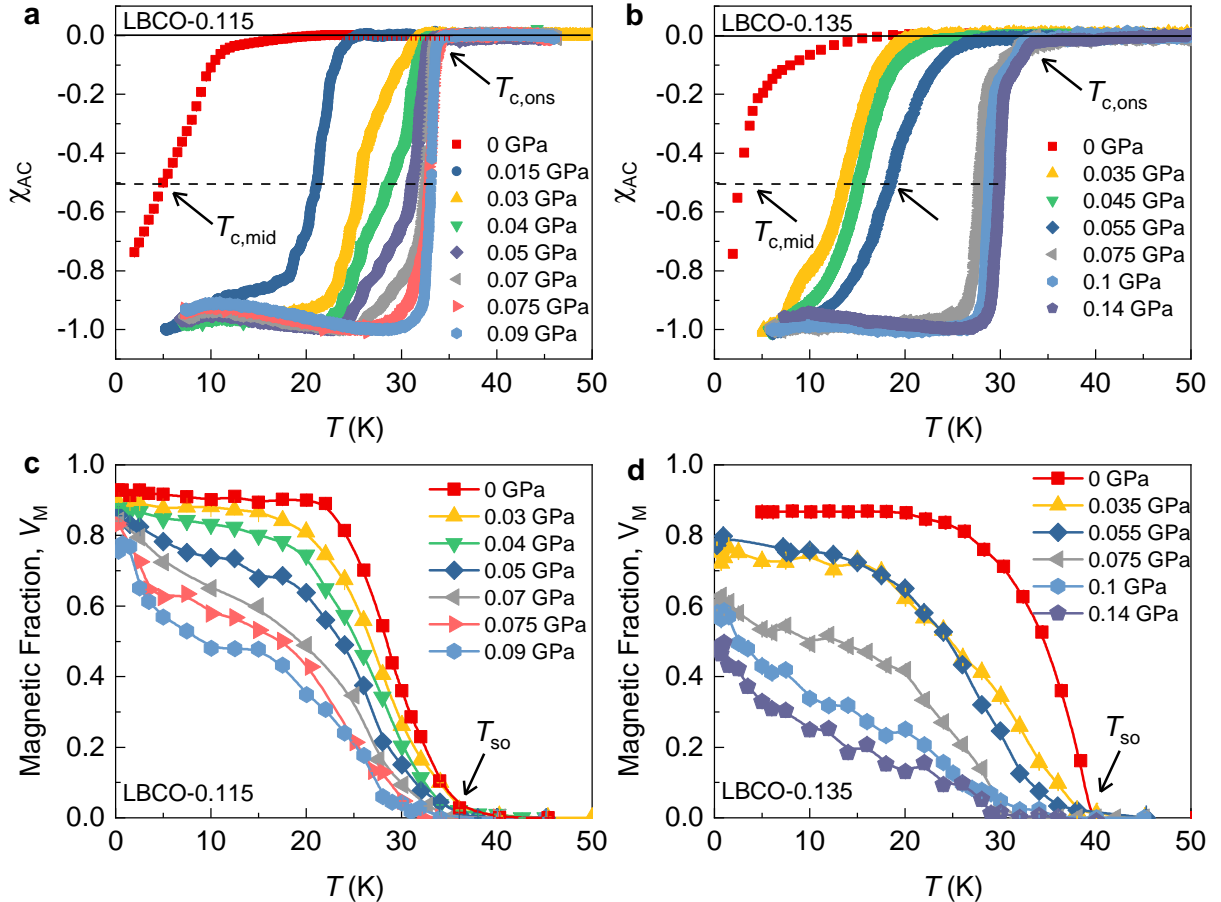 a
LBCO-0.115
0.0
-0.2
-0.4
-0.6
-0.8
-1.0
χAC
Tc,ons
Tc,mid
0 GPa
0.015 GPa
0.03 GPa
0.04 GPa
0.05 GPa
0.07 GPa
0.075 GPa
0.09 GPa
0 10 20 30 40 50
T (K)
b
LBCO-0.135
0.0
-0.2
-0.4
-0.6
-0.8
-1.0
χAC
Tc,ons
Tc,mid
0 GPa
0.035 GPa
0.045 GPa
0.055 GPa
0.075 GPa
0.1 GPa
0.14 GPa
0 10 20 30 40 50
T (K)
c
1.0
0.8
0.6
0.4
0.2
0.0
Magnetic Fraction, VM
0 GPa
0.03 GPa
0.04 GPa
0.05 GPa
0.07 GPa
0.075 GPa
0.09 GPa
Tso
LBCO-0.115
0 10 20 30 40 50
T (K)
d
1.0
0.8
0.6
0.4
0.2
0.0
Magnetic Fraction, VM
0 GPa
0.035 GPa
0.055 GPa
0.075 GPa
0.1 GPa
0.14 GPa
Tso
LBCO-0.135
0 10 20 30 40 50
T (K)